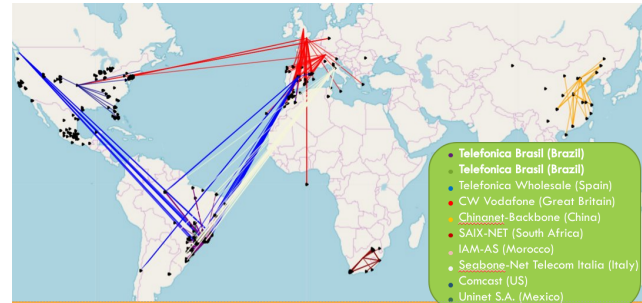 Telefonica Brasil (Brazil)
Telefonica Brasil (Brazil)
Telefonica Wholesale (Spain)
CW Vodafone (Great Britain)
Chinanet-Backbone (China)
SAIX-NET (South Africa)
IAM-AS (Morocco)
Seabone-Net Telecom Italia (Italy)
Comcast (US)
Uninet S.A. (Mexico)